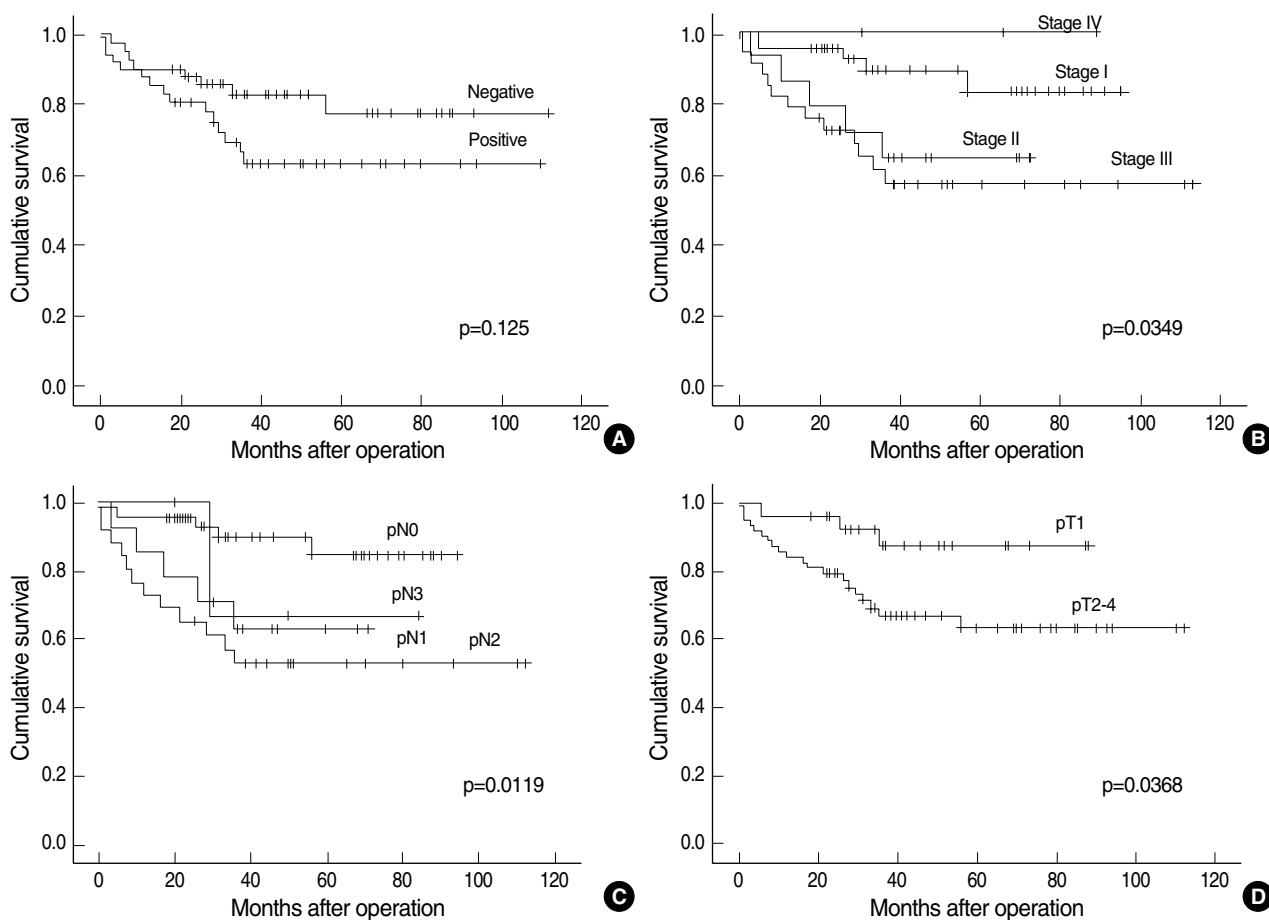 1.0
0.8
0.6
0.4
0.2
0.0
Cumulative survival
Negative
Positive
p=0.125
0 20 40 60 80 100 120
Months after operation
A
1.0
0.8
0.6
0.4
0.2
0.0
Cumulative survival
Stage IV
Stage I
Stage II
Stage III
p=0.0349
0 20 40 60 80 100 120
Months after operation
B
1.0
0.8
0.6
0.4
0.2
0.0
Cumulative survival
pN0
pN3
pN1 pN2
p=0.0119
0 20 40 60 80 100 120
Months after operation
C
1.0
0.8
0.6
0.4
0.2
0.0
Cumulative survival
pT1
pT2-4
p=0.0368
0 20 40 60 80 100 120
Months after operation
D